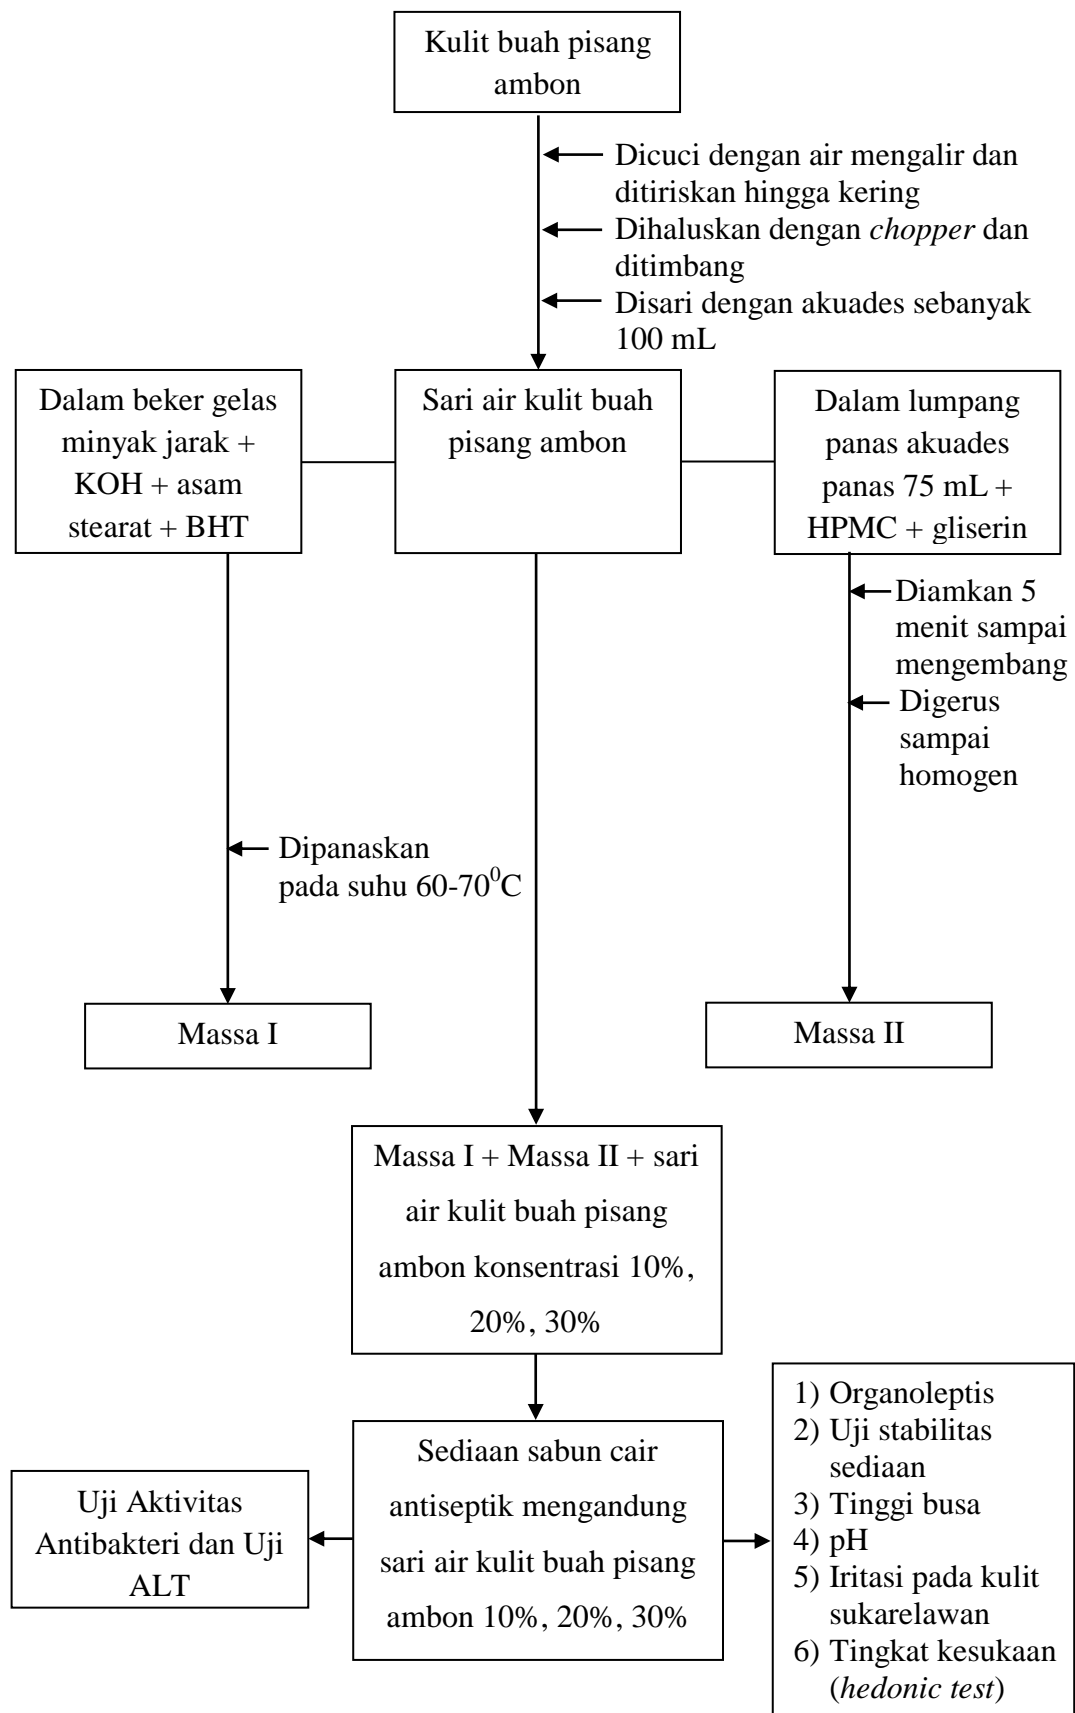 Kulit buah pisang
ambon
Dicuci dengan air mengalir dan
ditiriskan hingga kering
Dihaluskan dengan chopper dan
ditimbang
Disari dengan akuades sebanyak
100 mL
Dalam beker gelas
minyak jarak +
KOH + asam
stearat + BHT
Sari air kulit buah
pisang ambon
Dalam lumpang
panas akuades
panas 75 mL +
HPMC + gliserin
Diamkan 5
menit sampai
mengembang
Digerus
sampai
homogen
Dipanaskan
pada suhu 60-70⁰C
Massa I
Massa II
Massa I + Massa II + sari
air kulit buah pisang
ambon konsentrasi 10%,
20%, 30%
Sediaan sabun cair
antiseptik mengandung
sari air kulit buah pisang
ambon 10%, 20%, 30%
Uji Aktivitas
Antibakteri dan Uji
ALT
1) Organoleptis
2) Uji stabilitas
sediaan
3) Tinggi busa
4) pH
5) Iritasi pada kulit
sukarelawan
6) Tingkat kesukaan
(hedonic test)